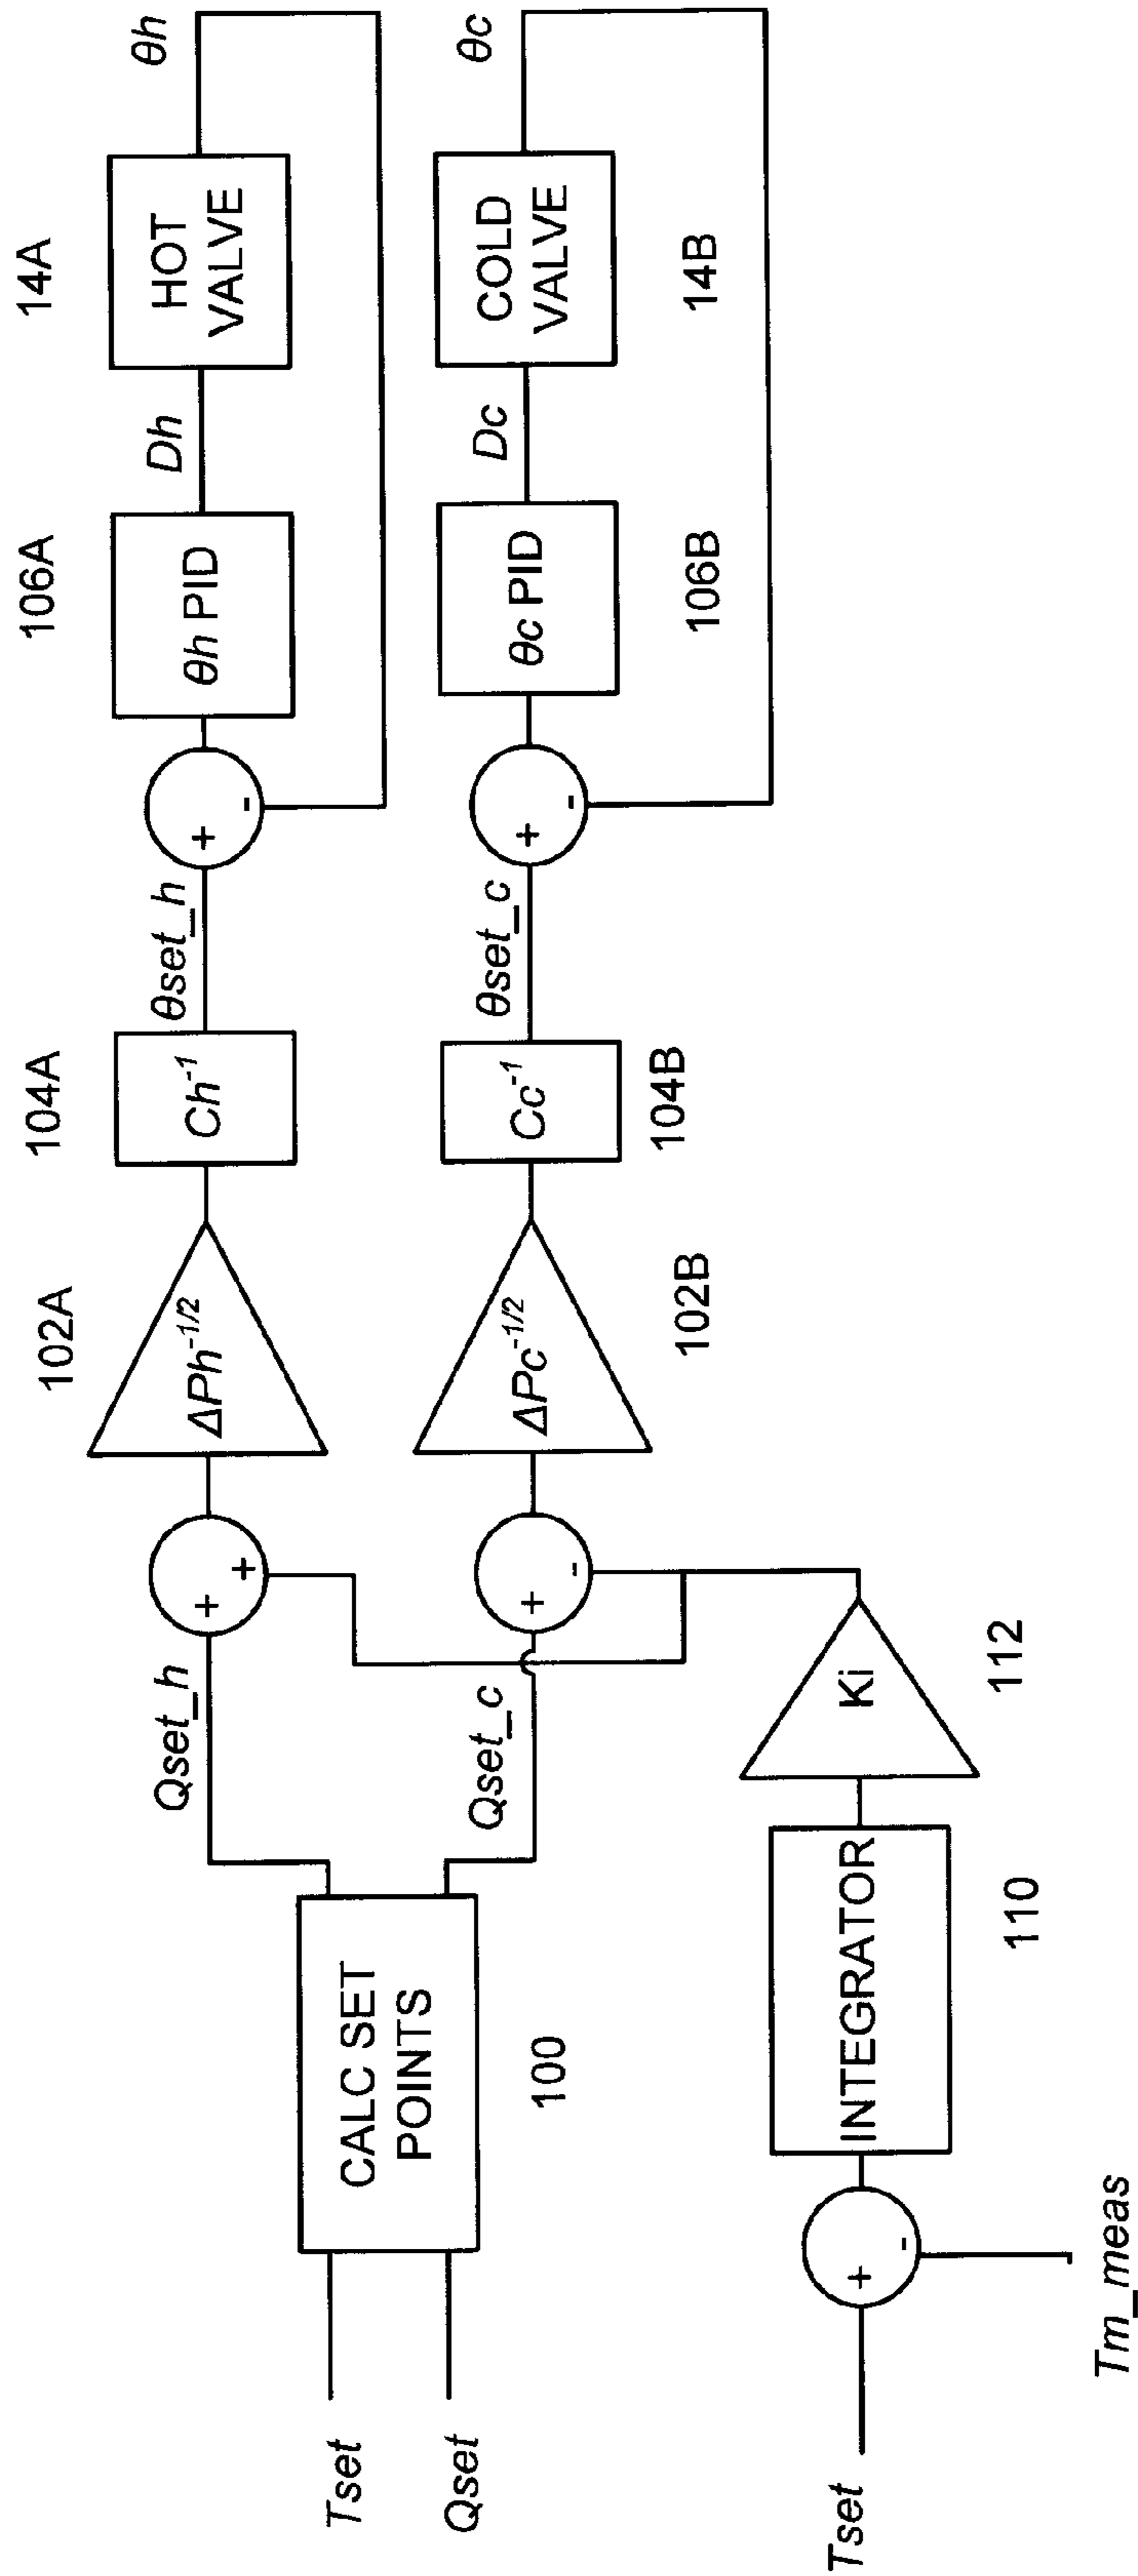 Tset
Qset
CALC SET
POINTS
100
Qset_h
Qset_c
+
+
+
-
ΔPh^-1/2
102A
ΔPc^-1/2
102B
Ch^-1
104A
Cc^-1
104B
θset_h
θset_c
+
-
+
-
θh PID
106A
θc PID
106B
Dh
Dc
HOT
VALVE
14A
COLD
VALVE
14B
θh
θc
Tset
+
-
Tm_meas
INTEGRATOR
110
Ki
112